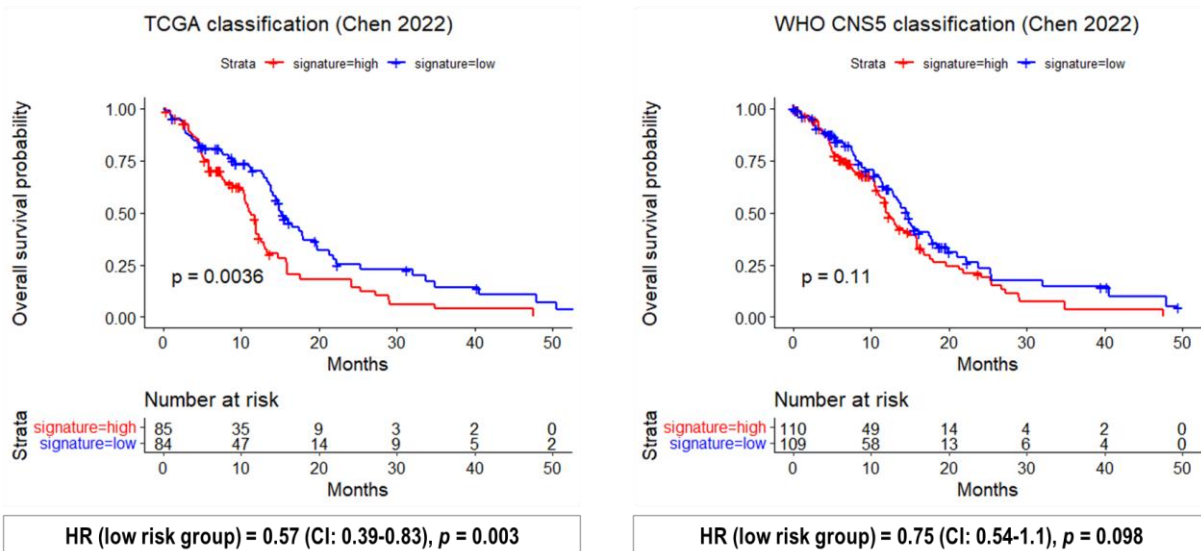 TCGA classification (Chen 2022)
Strata signature=high signature=low
Overall survival probability
1.00
0.75
0.50
0.25
0.00
p = 0.0036
0 10 20 30 40 50
Months
Number at risk
Strata
signature=high 85 35 9 3 2 0
signature=low 84 47 14 9 5 2
0 10 20 30 40 50
Months
HR (low risk group) = 0.57 (CI: 0.39-0.83), p = 0.003
WHO CNS5 classification (Chen 2022)
Strata signature=high signature=low
Overall survival probability
1.00
0.75
0.50
0.25
0.00
p = 0.11
0 10 20 30 40 50
Months
Number at risk
Strata
signature=high 110 49 14 4 2 0
signature=low 109 58 13 6 4 0
0 10 20 30 40 50
Months
HR (low risk group) = 0.75 (CI: 0.54-1.1), p = 0.098